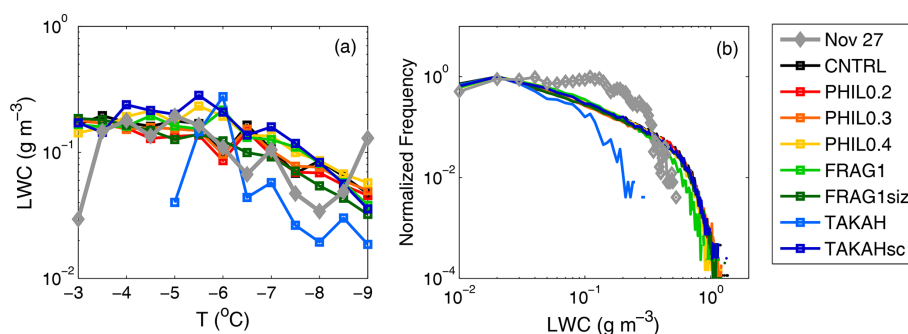 10^0
10^-1
10^-2
LWC (g m^-3)
(a)
-3 -4 -5 -6 -7 -8 -9
T (°C)
10^2
10^0
10^-2
10^-4
Normalized Frequency
(b)
10^-2 10^-1 10^0
LWC (g m^-3)
Nov 27
CNTRL
PHIL0.2
PHIL0.3
PHIL0.4
FRAG1
FRAG1siz
TAKAH
TAKAHsc